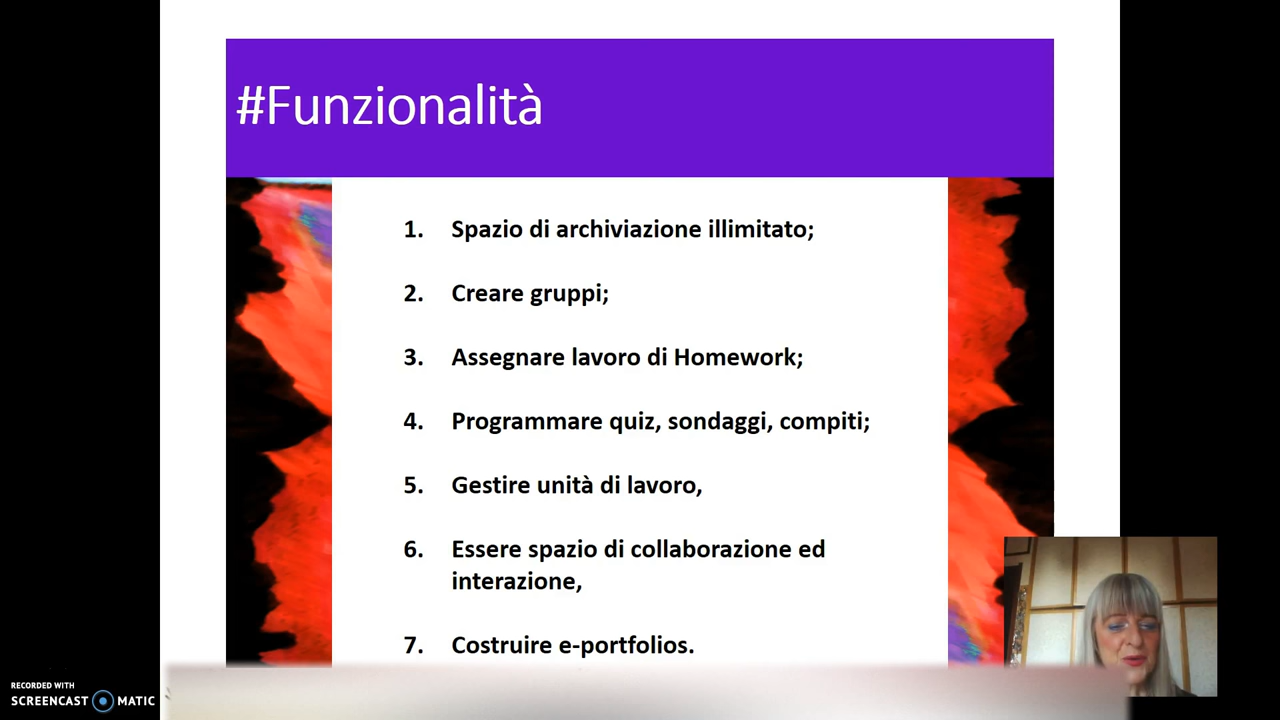 #Funzionalità
1. Spazio di archiviazione illimitato;
2. Creare gruppi;
3. Assegnare lavoro di Homework;
4. Programmare quiz, sondaggi, compiti;
5. Gestire unità di lavoro,
6. Essere spazio di collaborazione ed
interazione,
7. Costruire e-portfolios.
RECORDED WITH
SCREENCAST MATIC